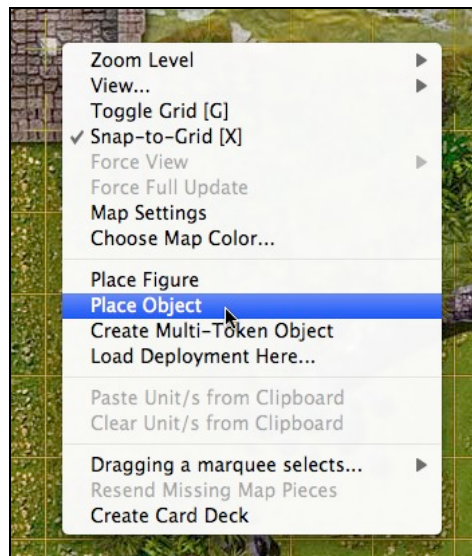 Zoom Level
View...
Toggle Grid [G]
✓ Snap-to-Grid [X]
Force View
Force Full Update
Map Settings
Choose Map Color...
Place Figure
Place Object
Create Multi-Token Object
Load Deployment Here...
Paste Unit/s from Clipboard
Clear Unit/s from Clipboard
Dragging a marquee selects...
Resend Missing Map Pieces
Create Card Deck